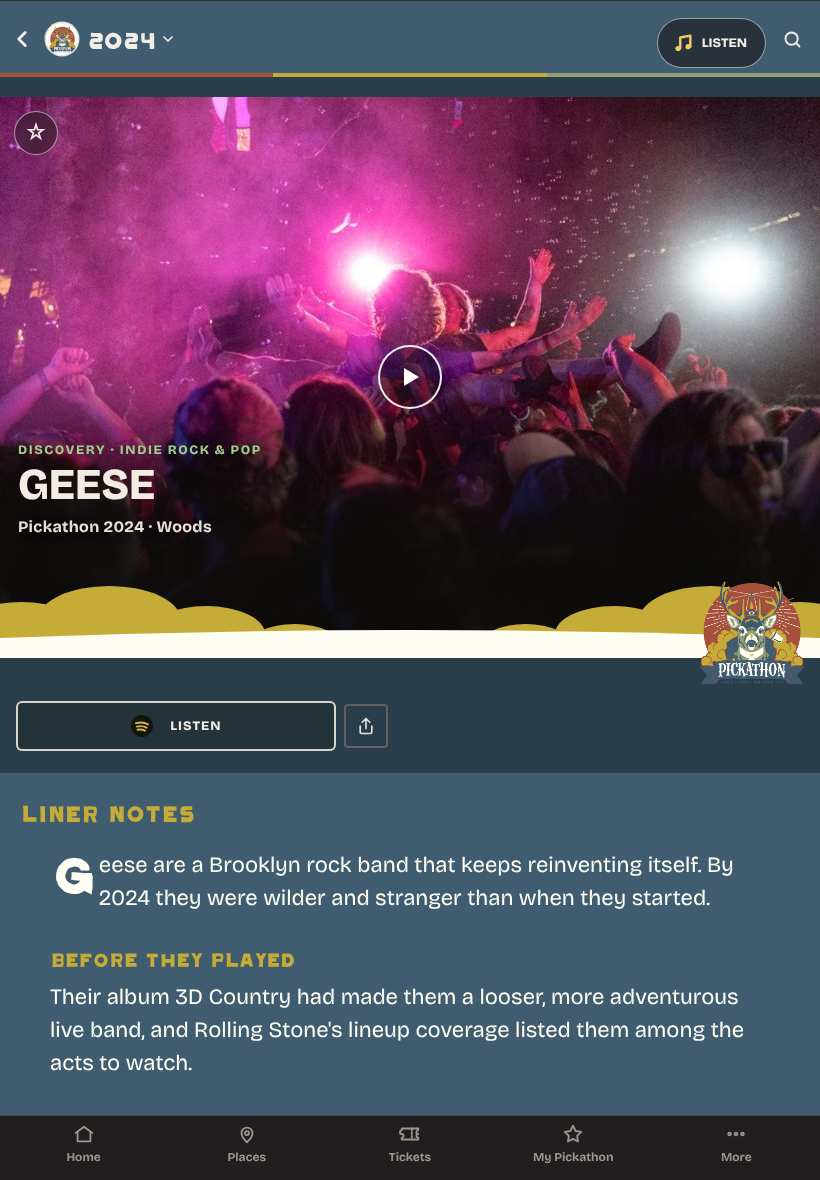 2024
LISTEN
DISCOVERY · INDIE ROCK & POP
GEESE
Pickathon 2024 · Woods
PICKATHON
LISTEN
LINER NOTES
Geese are a Brooklyn rock band that keeps reinventing itself. By
2024 they were wilder and stranger than when they started.
BEFORE THEY PLAYED
Their album 3D Country had made them a looser, more adventurous
live band, and Rolling Stone's lineup coverage listed them among the
acts to watch.
Home
Places
Tickets
My Pickathon
More